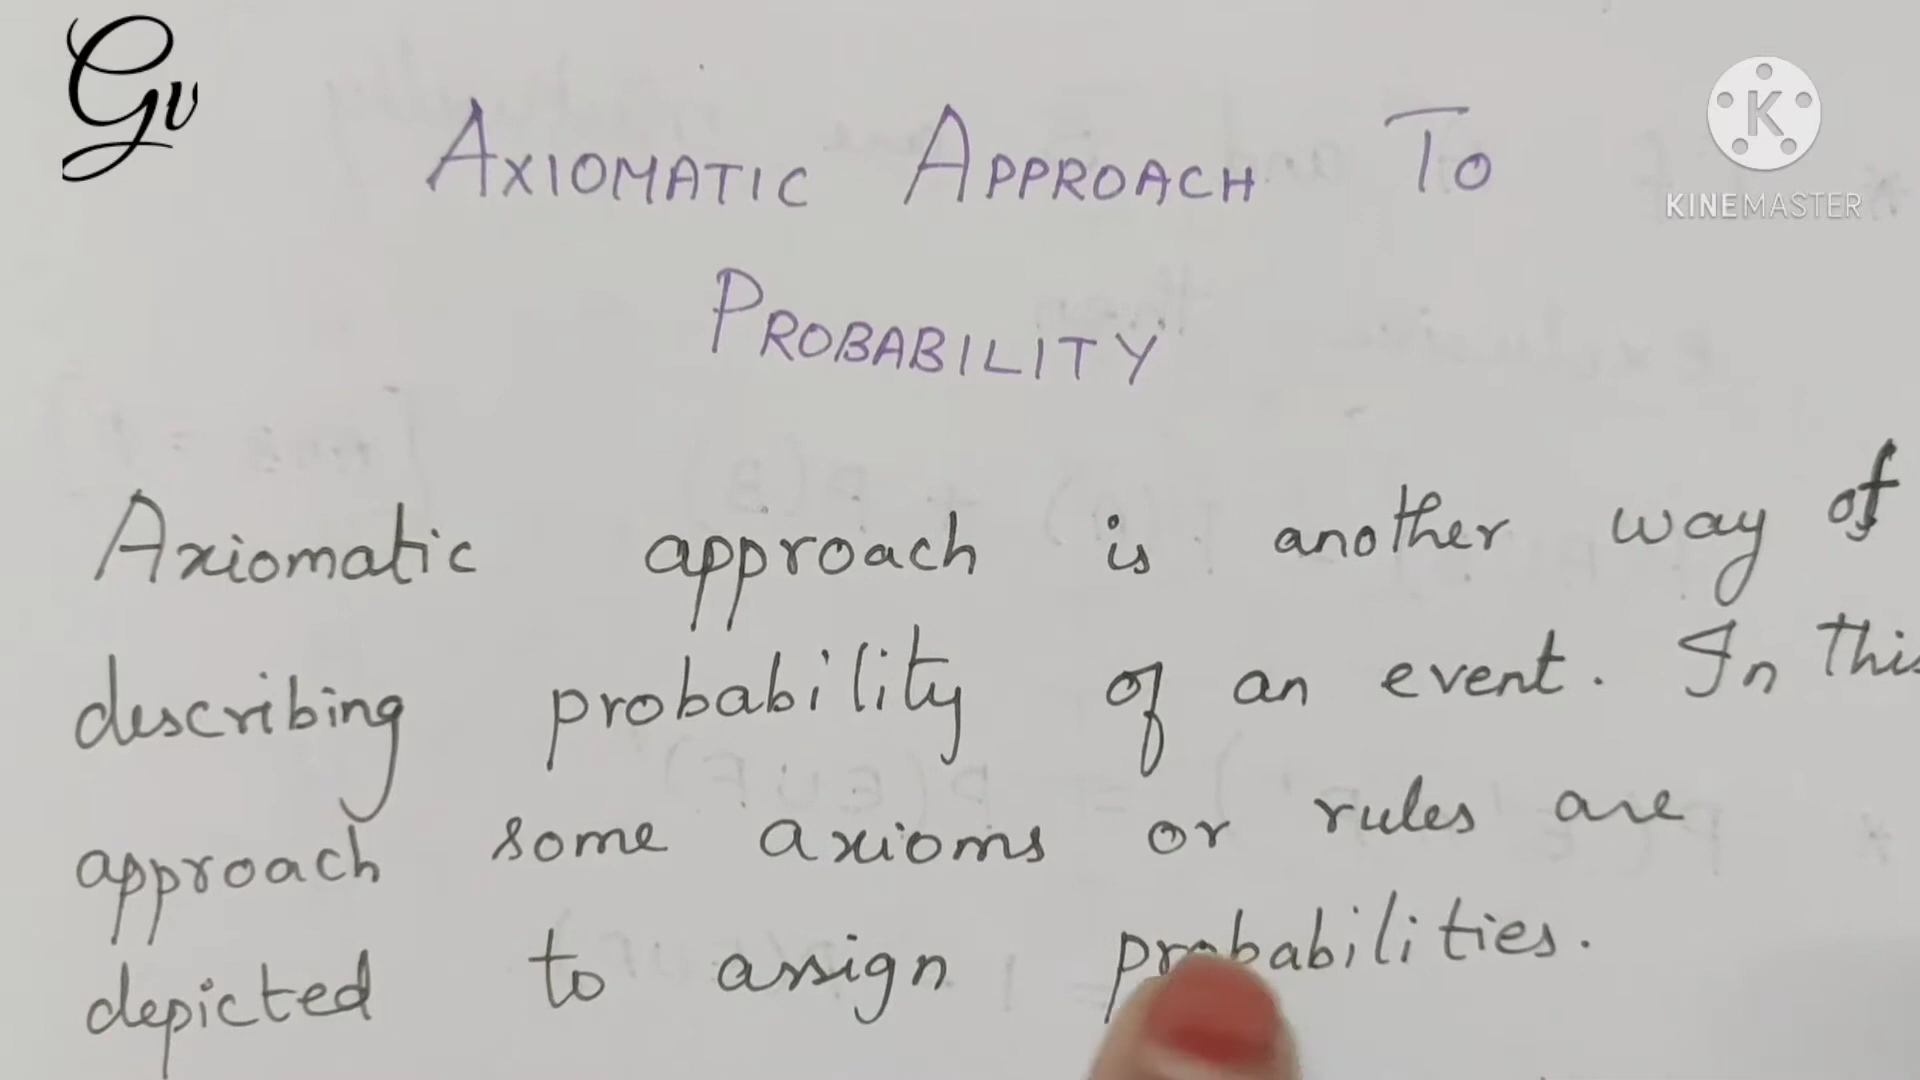 Gv
KINEMASTER
AXIOMATIC APPROACH TO
PROBABILITY
Axiomatic approach is another way of
describing probability of an event. In this
approach some axioms or rules are
depicted to assign probabilities.